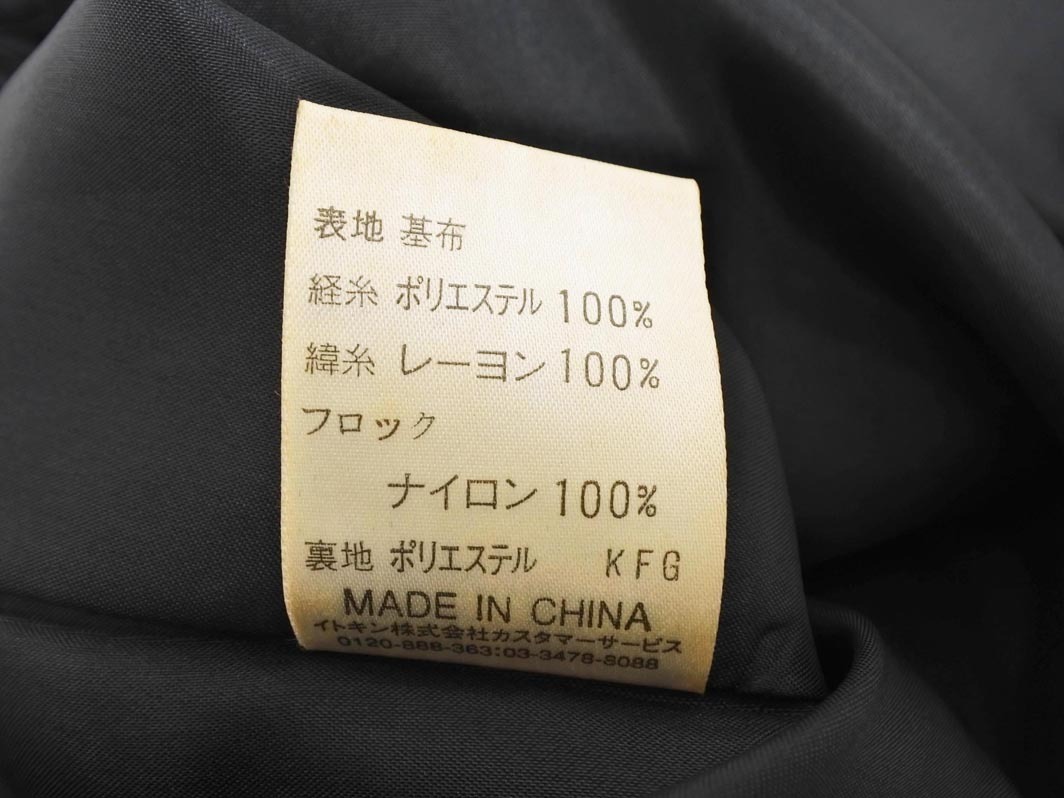 表地 基布
経糸 ポリエステル 100%
緯糸 レーヨン 100%
フロック
ナイロン 100%
裏地 ポリエステル KFG
MADE IN CHINA
イトキン株式会社カスタマーサービス
0120-888-363:03-3478-8088